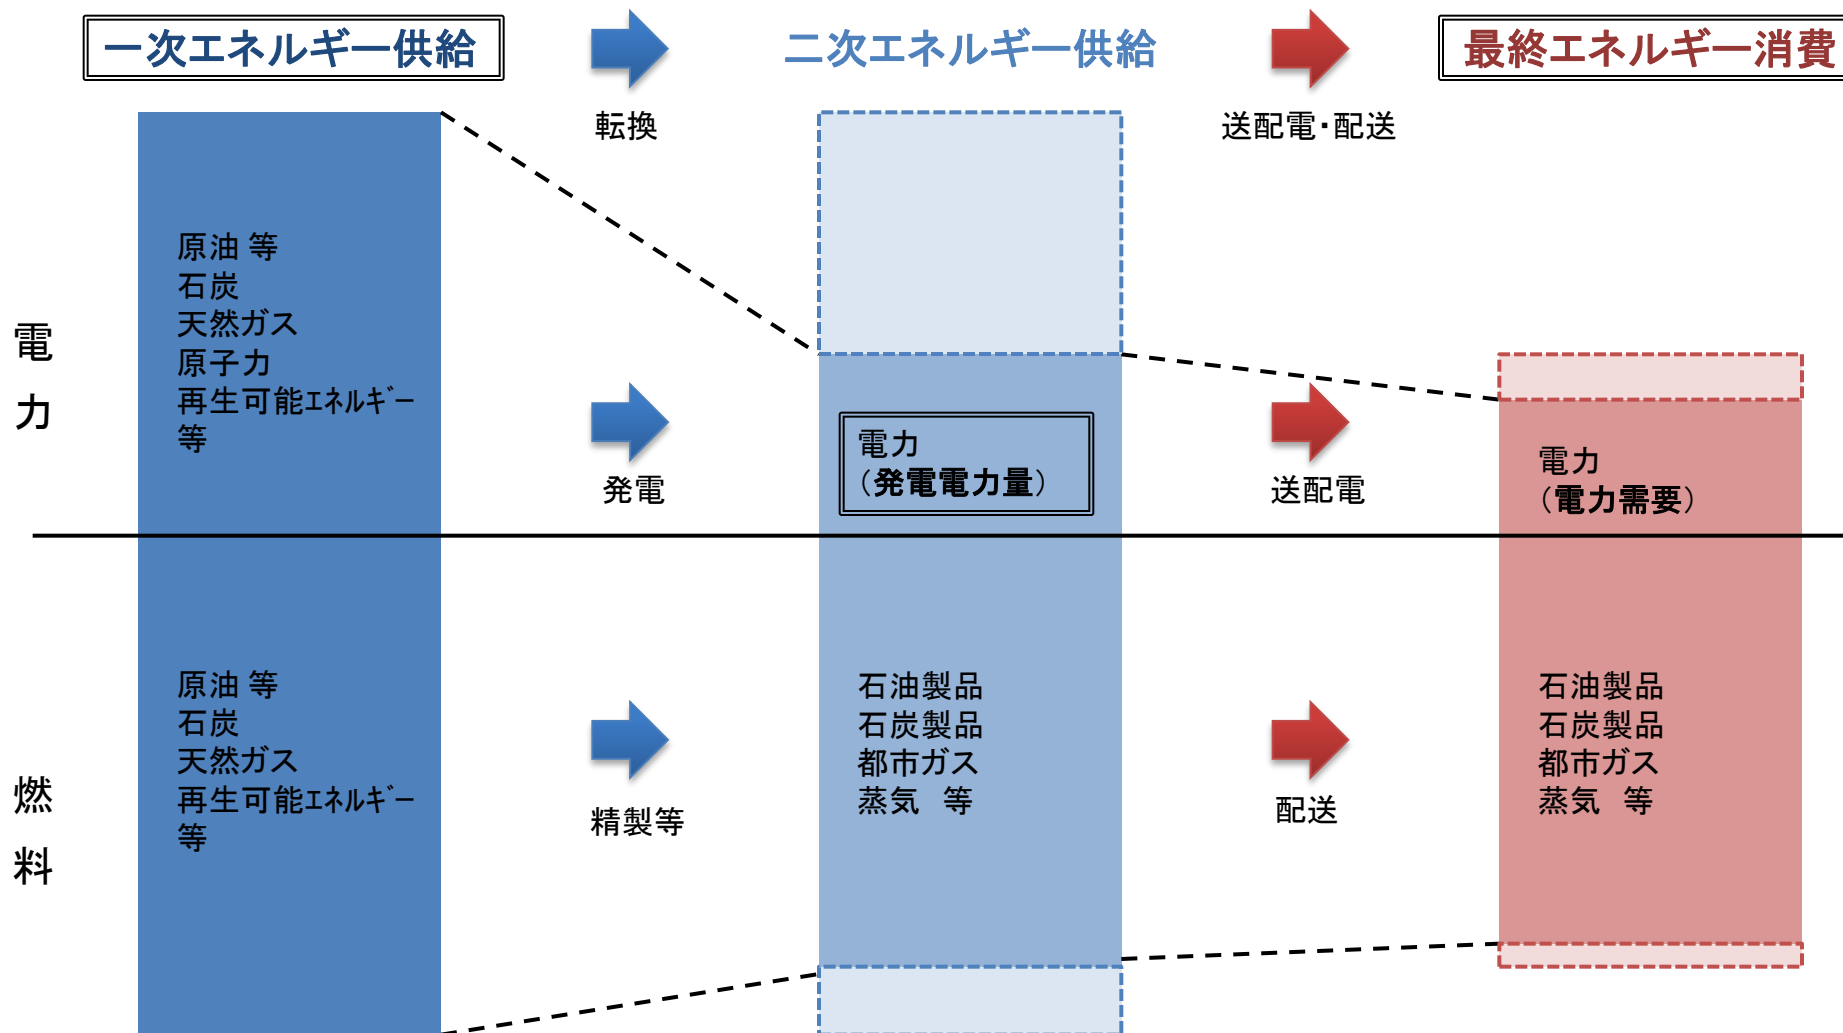 一次エネルギー供給
二次エネルギー供給
最終エネルギー消費
転換
送配電・配送
電力
原油 等
石炭
天然ガス
原子力
再生可能ｴﾈﾙｷﾞｰ
等
発電
電力
（発電電力量）
送配電
電力
（電力需要）
燃料
原油 等
石炭
天然ガス
再生可能ｴﾈﾙｷﾞｰ
等
精製等
石油製品
石炭製品
都市ガス
蒸気　等
配送
石油製品
石炭製品
都市ガス
蒸気　等